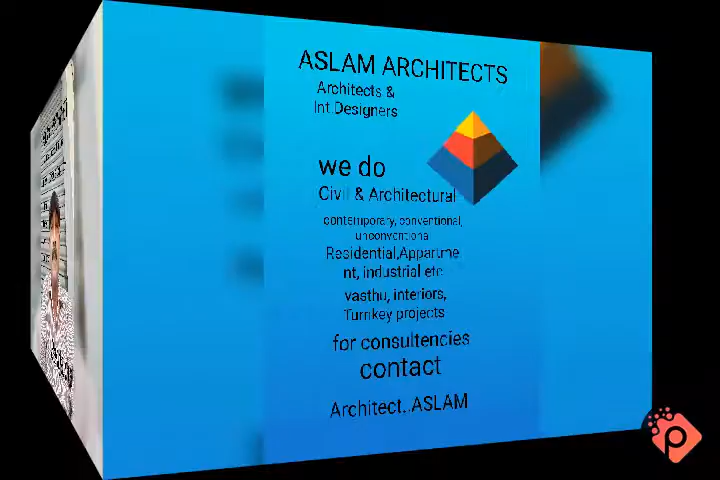 ASLAM ARCHITECTS
Architects &
Int.Designers
we do
Civil & Architectural
contemporary, conventional,
unconventional
Residential,Appartme
nt, industrial etc
vasthu, interiors,
Turnkey projects
for consultencies
contact
Architect,.ASLAM